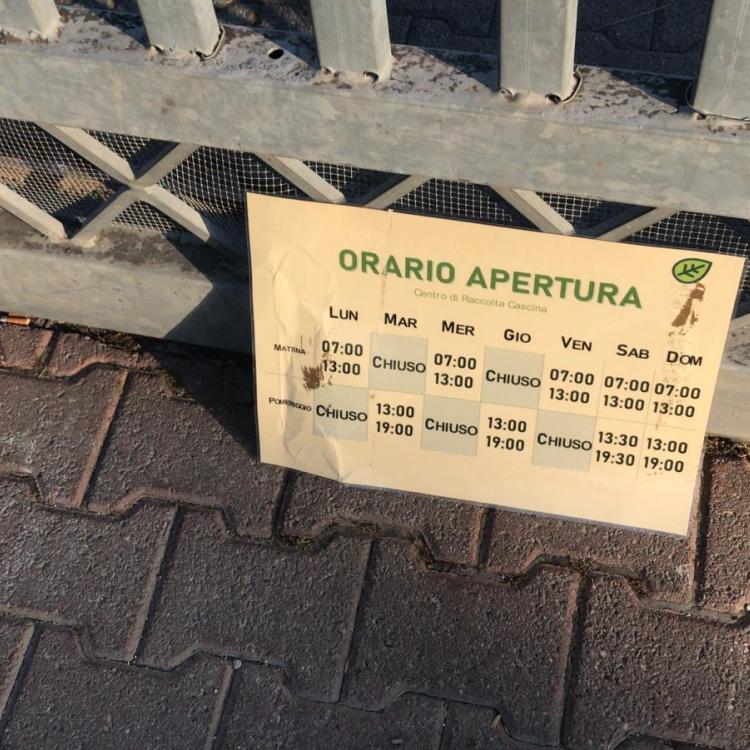 ORARIO APERTURA
Centro di Raccolta Cascina
LUN MAR MER GIO VEN SAB DOM
MATTINA 07:00 13:00 CHIUSO 07:00 13:00 CHIUSO 07:00 13:00 07:00 13:00 07:00 13:00
POMERIGGIO CHIUSO 13:00 19:00 CHIUSO 13:00 19:00 CHIUSO 13:30 19:30 13:00 19:00